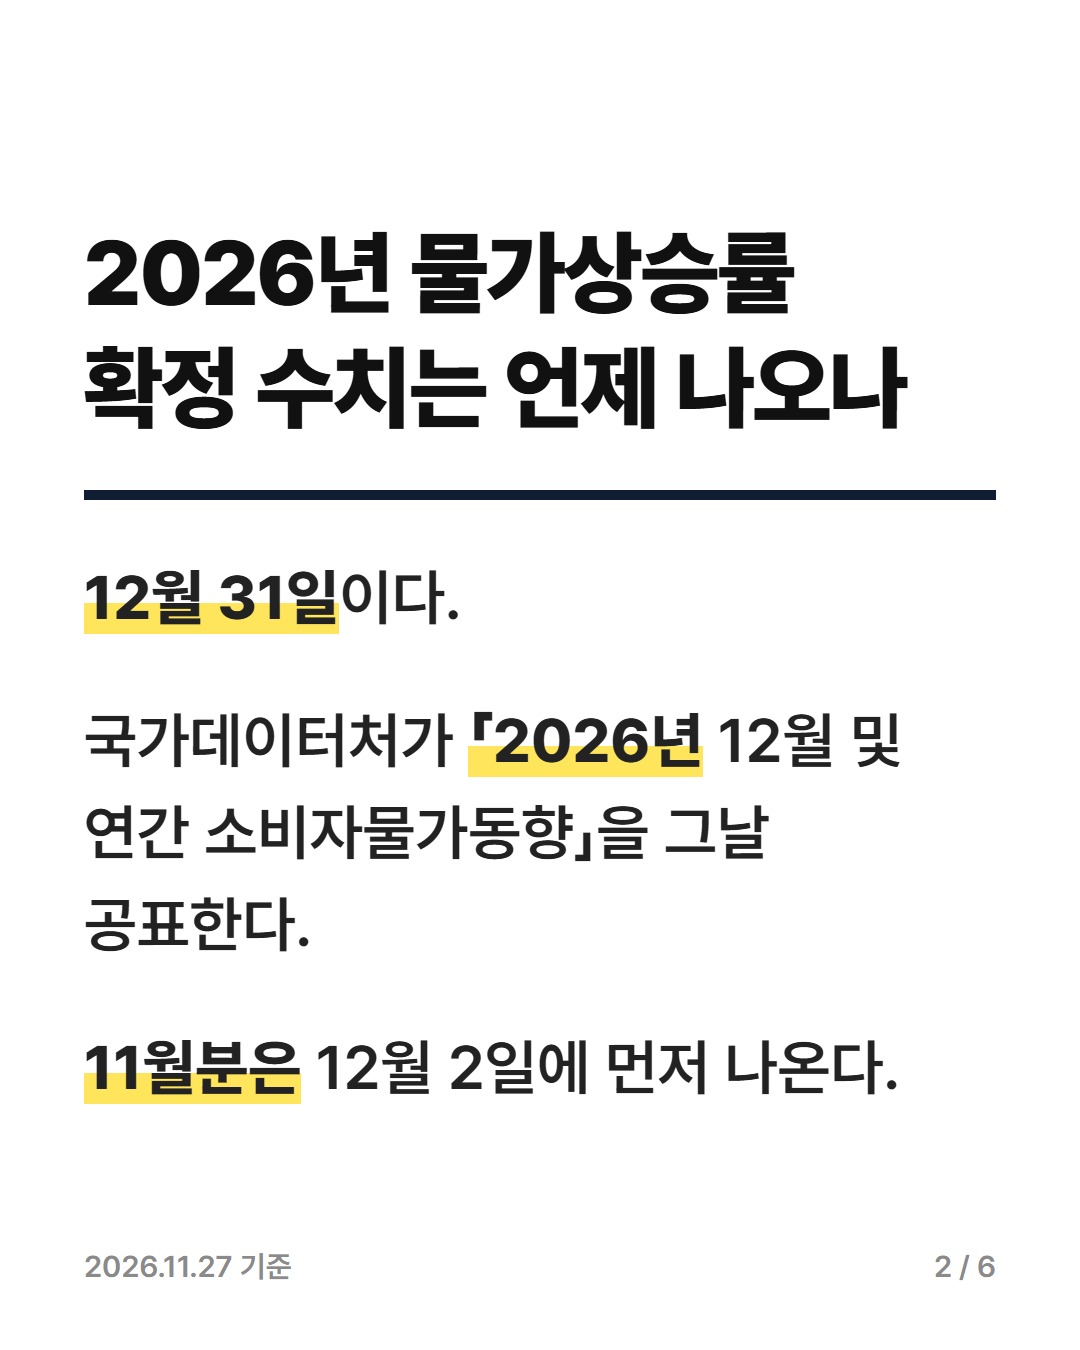 2026년 물가상승률
확정 수치는 언제 나오나
12월 31일이다.
국가데이터처가 「2026년 12월 및
연간 소비자물가동향」을 그날
공표한다.
11월분은 12월 2일에 먼저 나온다.
2026.11.27 기준
2 / 6